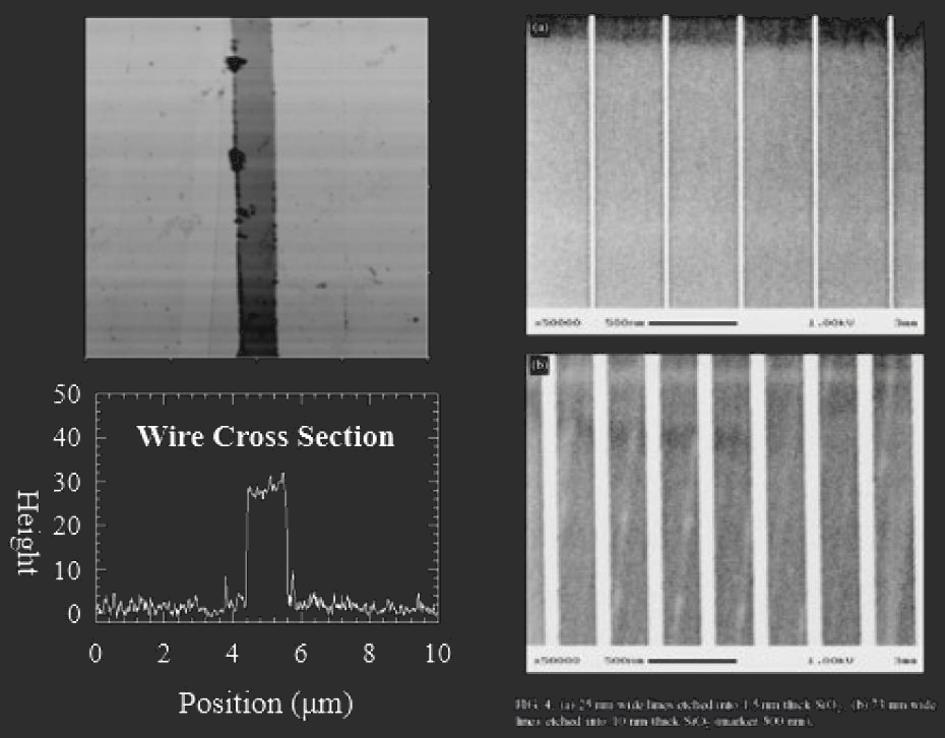 (a)
x50000 500nm 1.00kV 3mm
50
40
30
20
10
0
Height
Wire Cross Section
0 2 4 6 8 10
Position (μm)
(b)
x50000 500nm 1.00kV 3mm
FIG. 4. (a) 25 nm wide lines etched into 1.5 nm thick SiO₂. (b) 73 nm wide
lines etched into 10 nm thick SiO₂ (marker 500 nm).